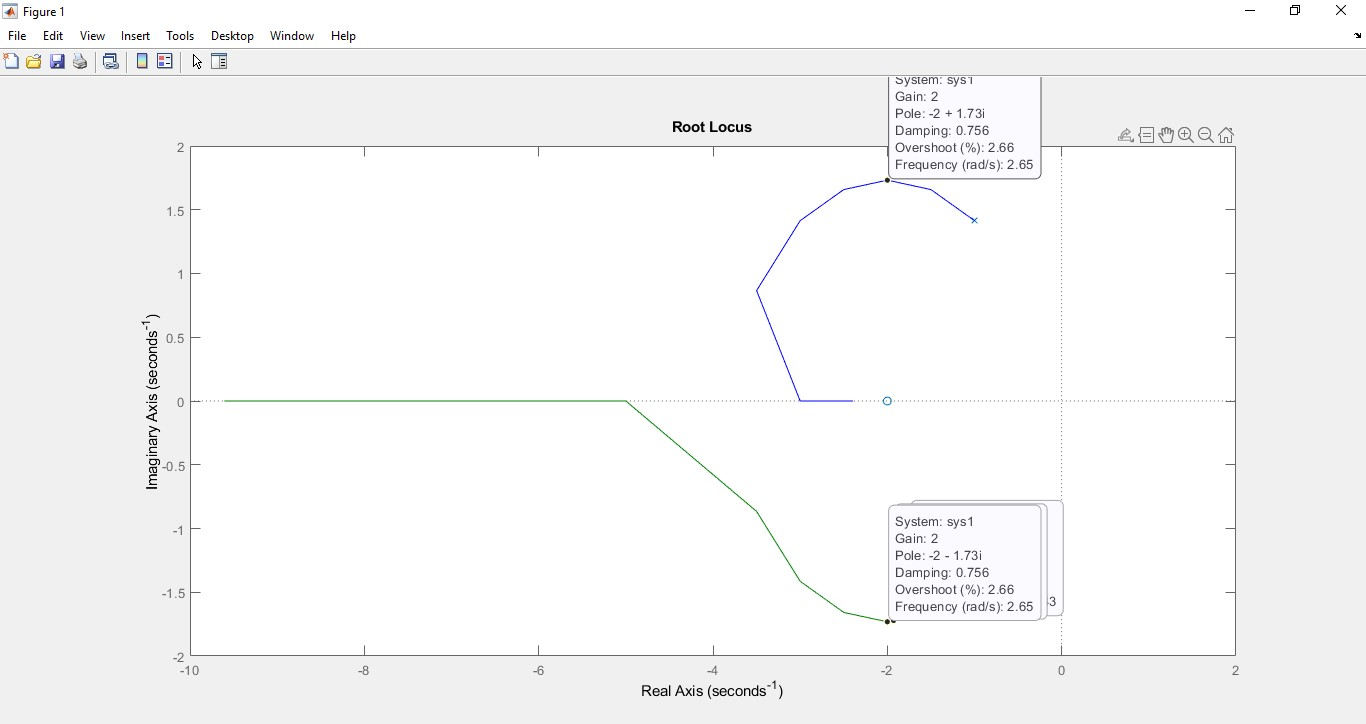 Figure 1
File Edit View Insert Tools Desktop Window Help
System: sys1
Gain: 2
Pole: -2 + 1.73i
Damping: 0.756
Overshoot (%): 2.66
Frequency (rad/s): 2.65
Root Locus
2
1.5
1
0.5
0
-0.5
-1
-1.5
-2
Imaginary Axis (seconds⁻¹)
System: sys1
Gain: 2
Pole: -2 - 1.73i
Damping: 0.756
Overshoot (%): 2.66
Frequency (rad/s): 2.65
-10 -8 -6 -4 -2 0 2
Real Axis (seconds⁻¹)